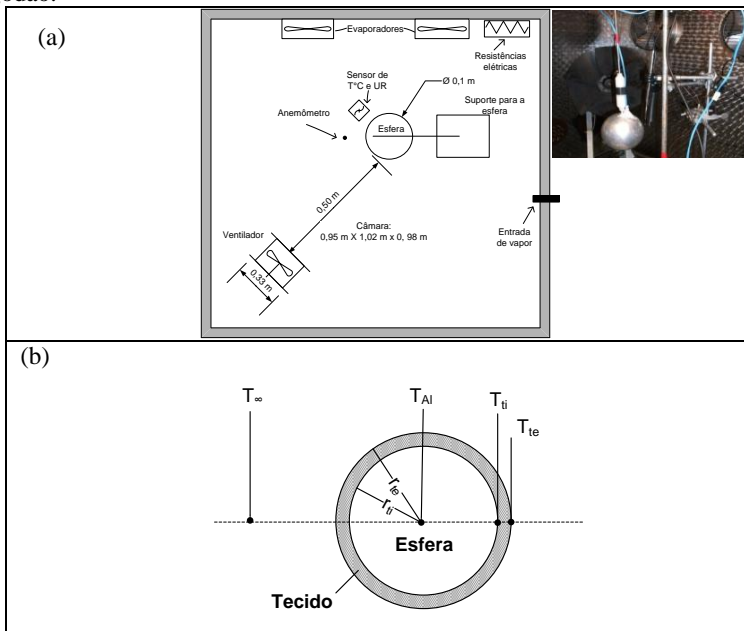 (a)
Evaporadores
Resistências
elétricas
Sensor de
T°C e UR
Ø 0,1 m
Suporte para a
esfera
Anemômetro
Esfera
0,50 m
Câmara:
0,95 m X 1,02 m x 0, 98 m
Ventilador
Entrada
de vapor
0,33 m
(b)
T∞
TAl
Tti
Tte
rte
rti
Esfera
Tecido